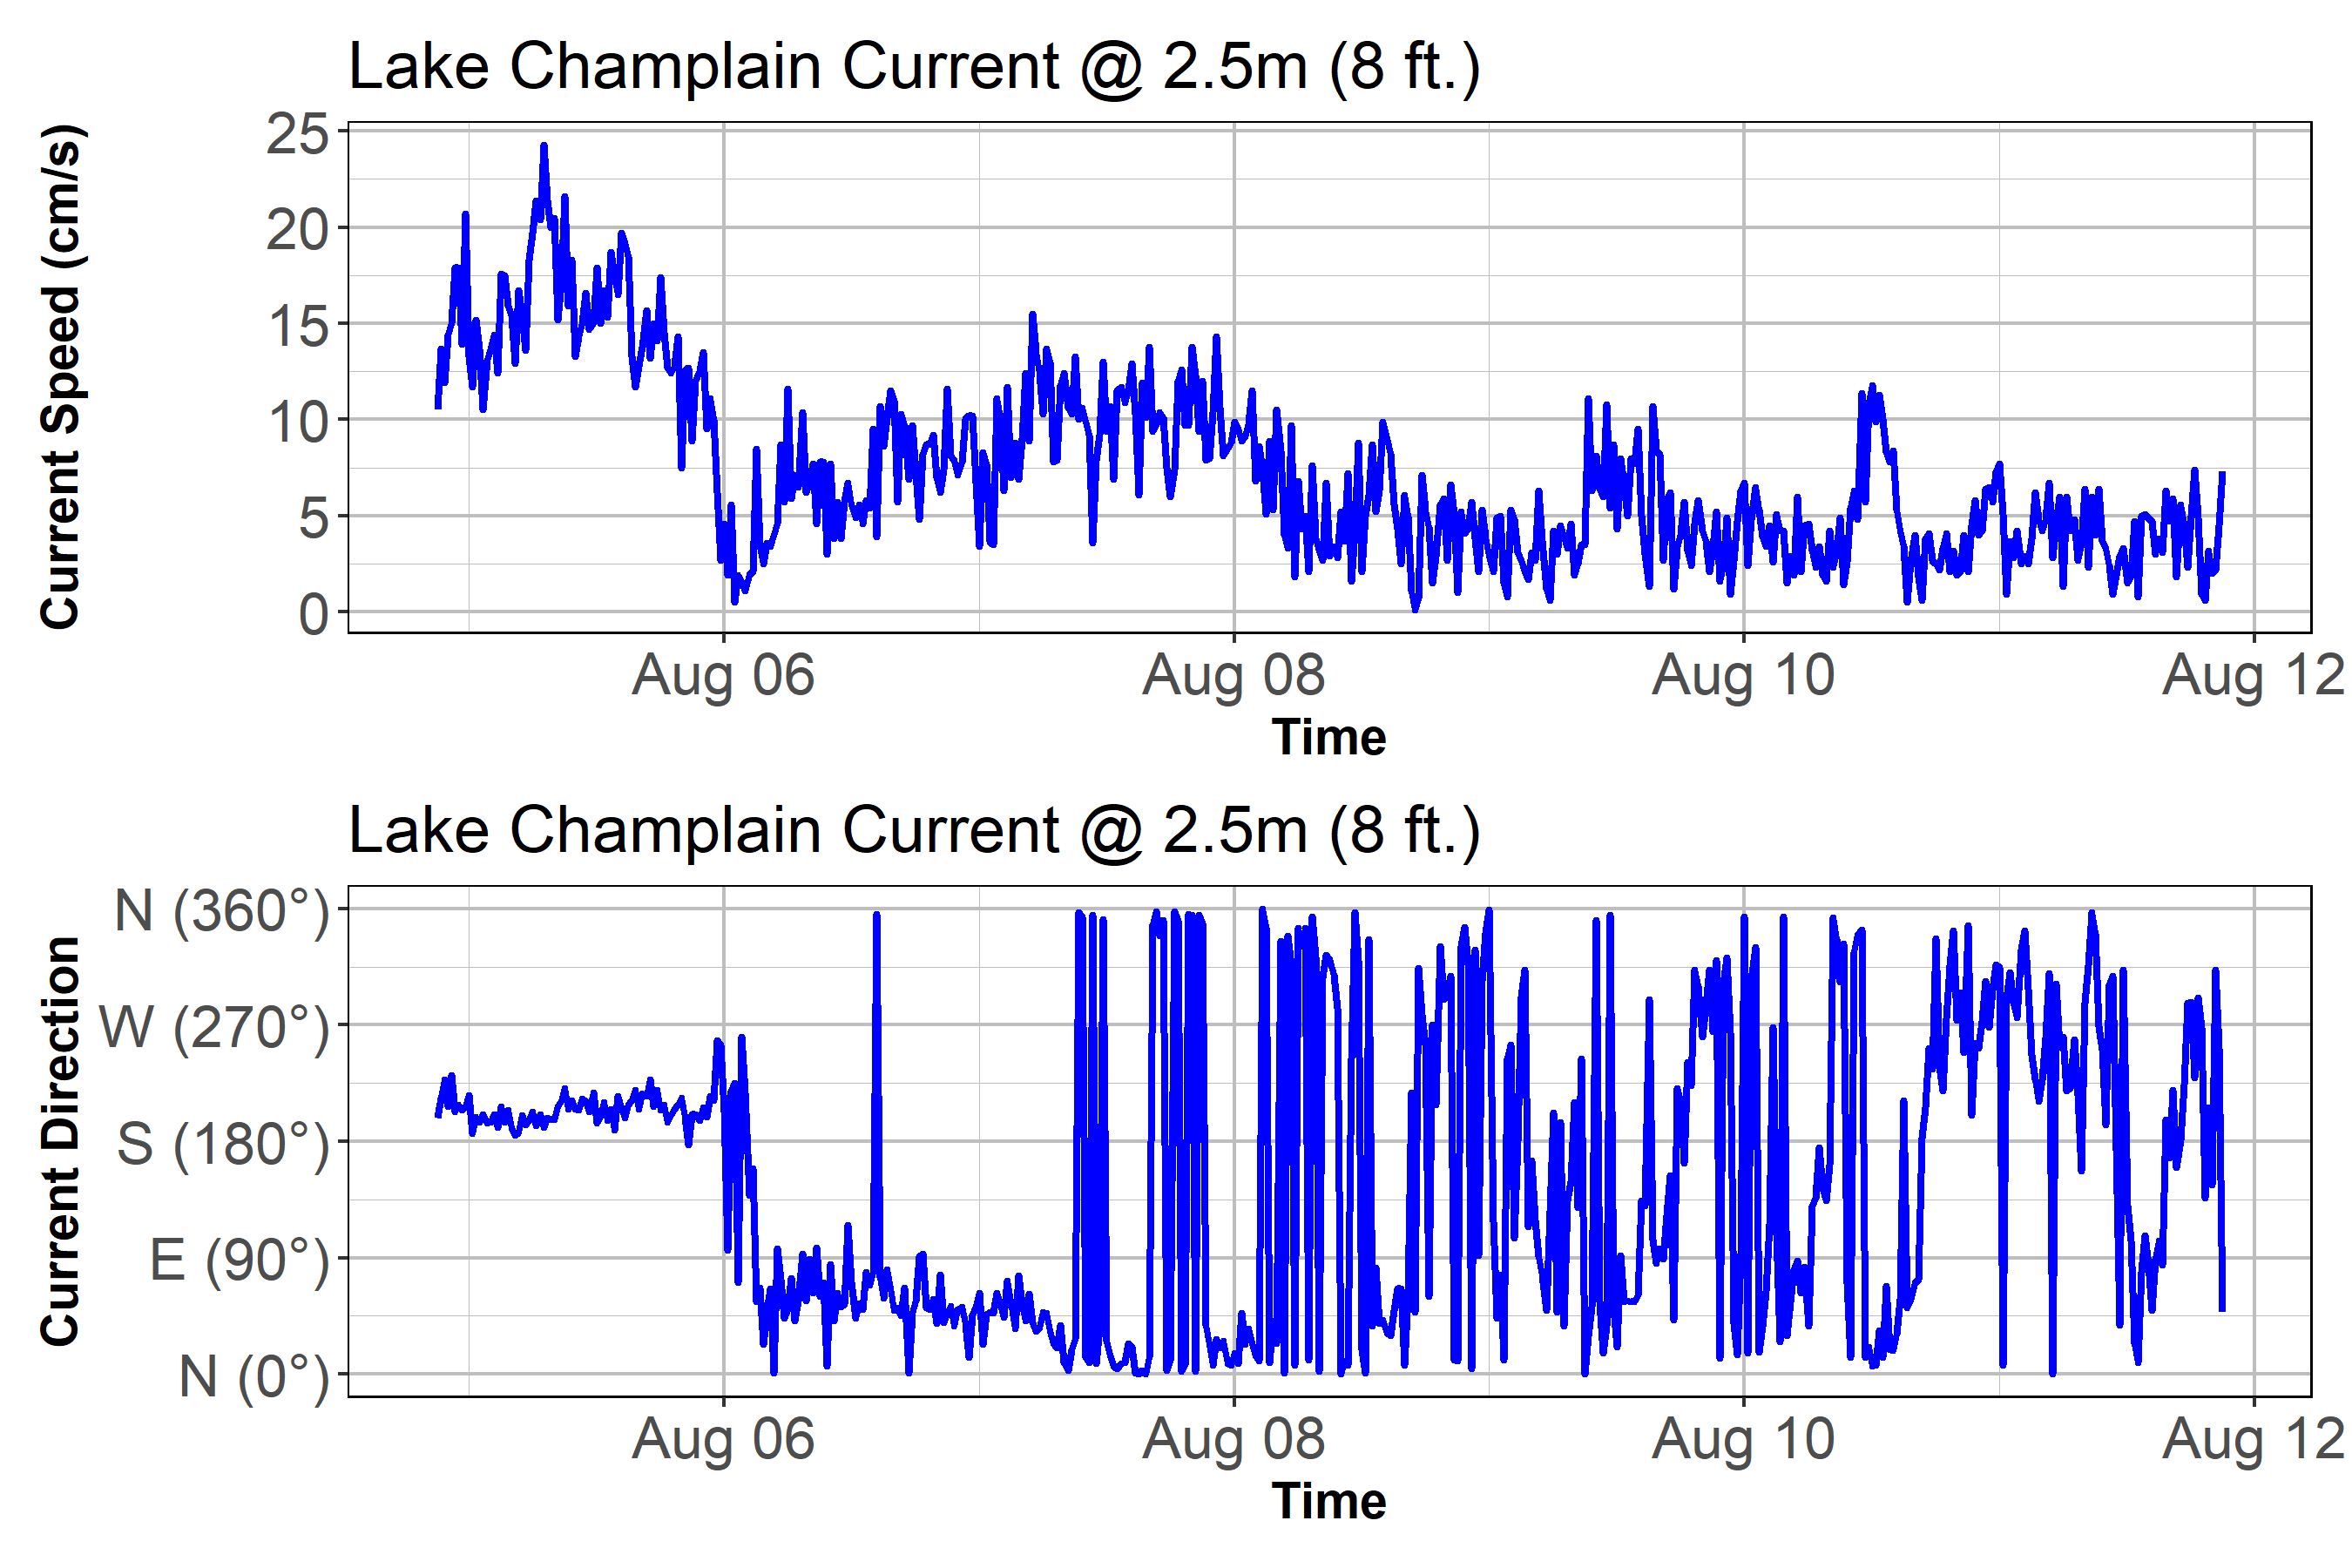 Lake Champlain Current @ 2.5m (8 ft.)
Current Speed (cm/s)
25
20
15
10
5
0
Aug 06 Aug 08 Aug 10 Aug 12
Time
Lake Champlain Current @ 2.5m (8 ft.)
Current Direction
N (360°)
W (270°)
S (180°)
E (90°)
N (0°)
Aug 06 Aug 08 Aug 10 Aug 12
Time